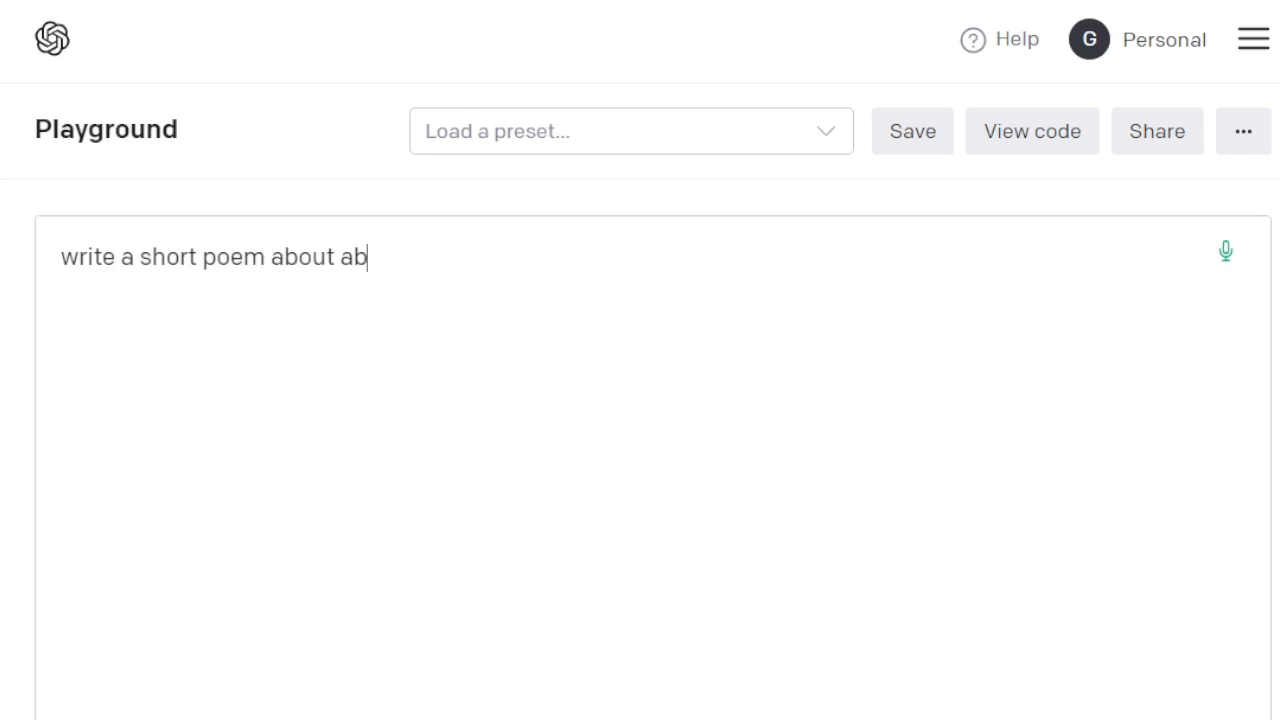 Help
G
Personal
Playground
Load a preset...
Save
View code
Share
...
write a short poem about ab